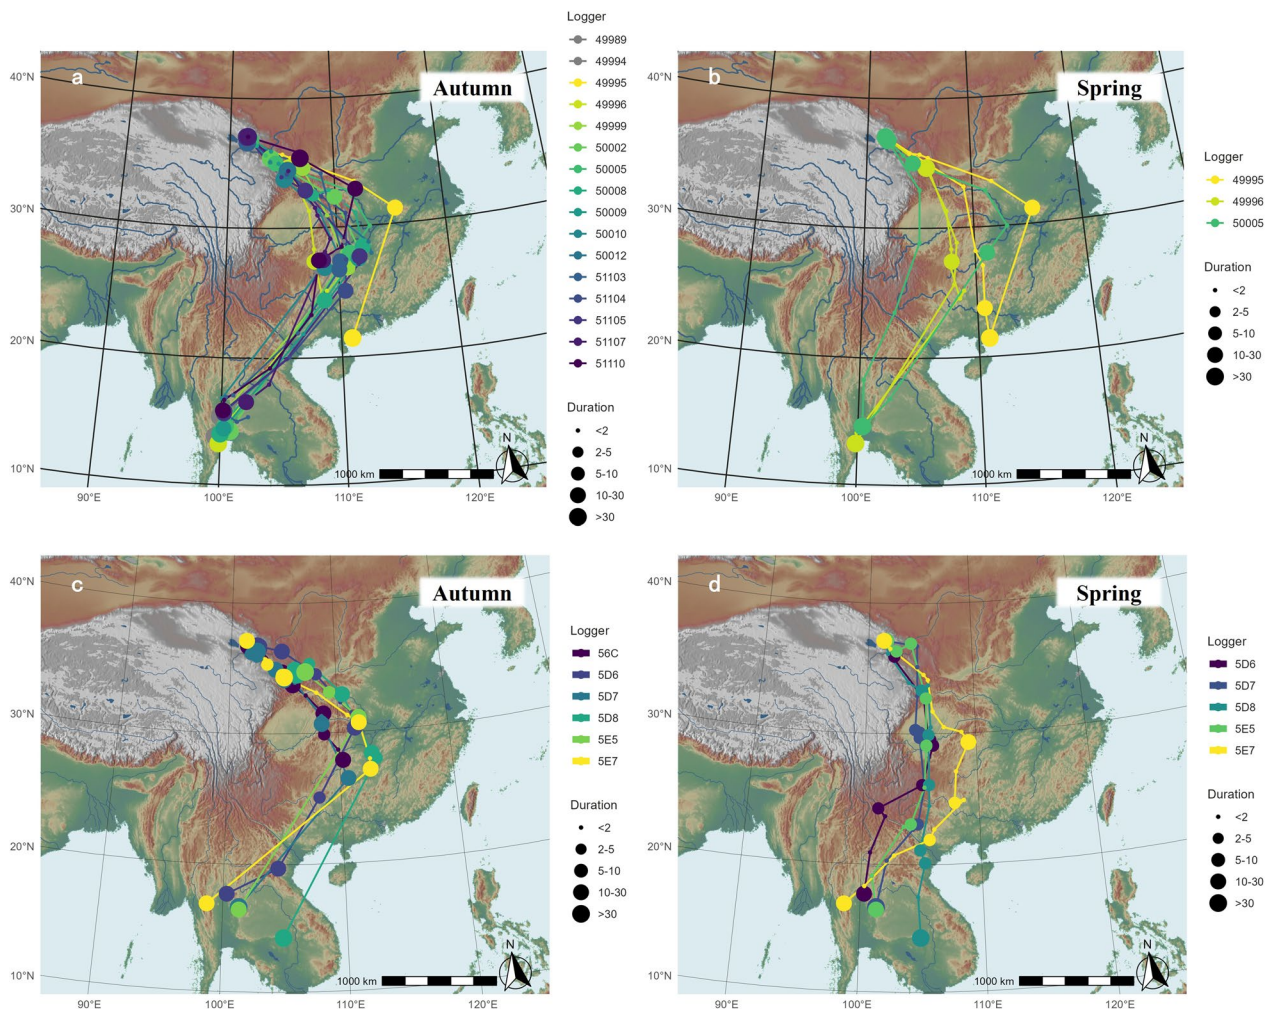 a
Autumn
40°N
30°N
20°N
10°N
90°E
100°E
110°E
120°E
1000 km
N
Logger
49989
49994
49995
49996
49999
50002
50005
50008
50009
50010
50012
51103
51104
51105
51107
51110
Duration
<2
2-5
5-10
10-30
>30
b
Spring
40°N
30°N
20°N
10°N
90°E
100°E
110°E
120°E
1000 km
N
Logger
49995
49996
50005
Duration
<2
2-5
5-10
10-30
>30
c
Autumn
40°N
30°N
20°N
10°N
90°E
100°E
110°E
120°E
1000 km
N
Logger
56C
5D6
5D7
5D8
5E5
5E7
Duration
<2
2-5
5-10
10-30
>30
d
Spring
40°N
30°N
20°N
10°N
90°E
100°E
110°E
120°E
1000 km
N
Logger
5D6
5D7
5D8
5E5
5E7
Duration
<2
2-5
5-10
10-30
>30